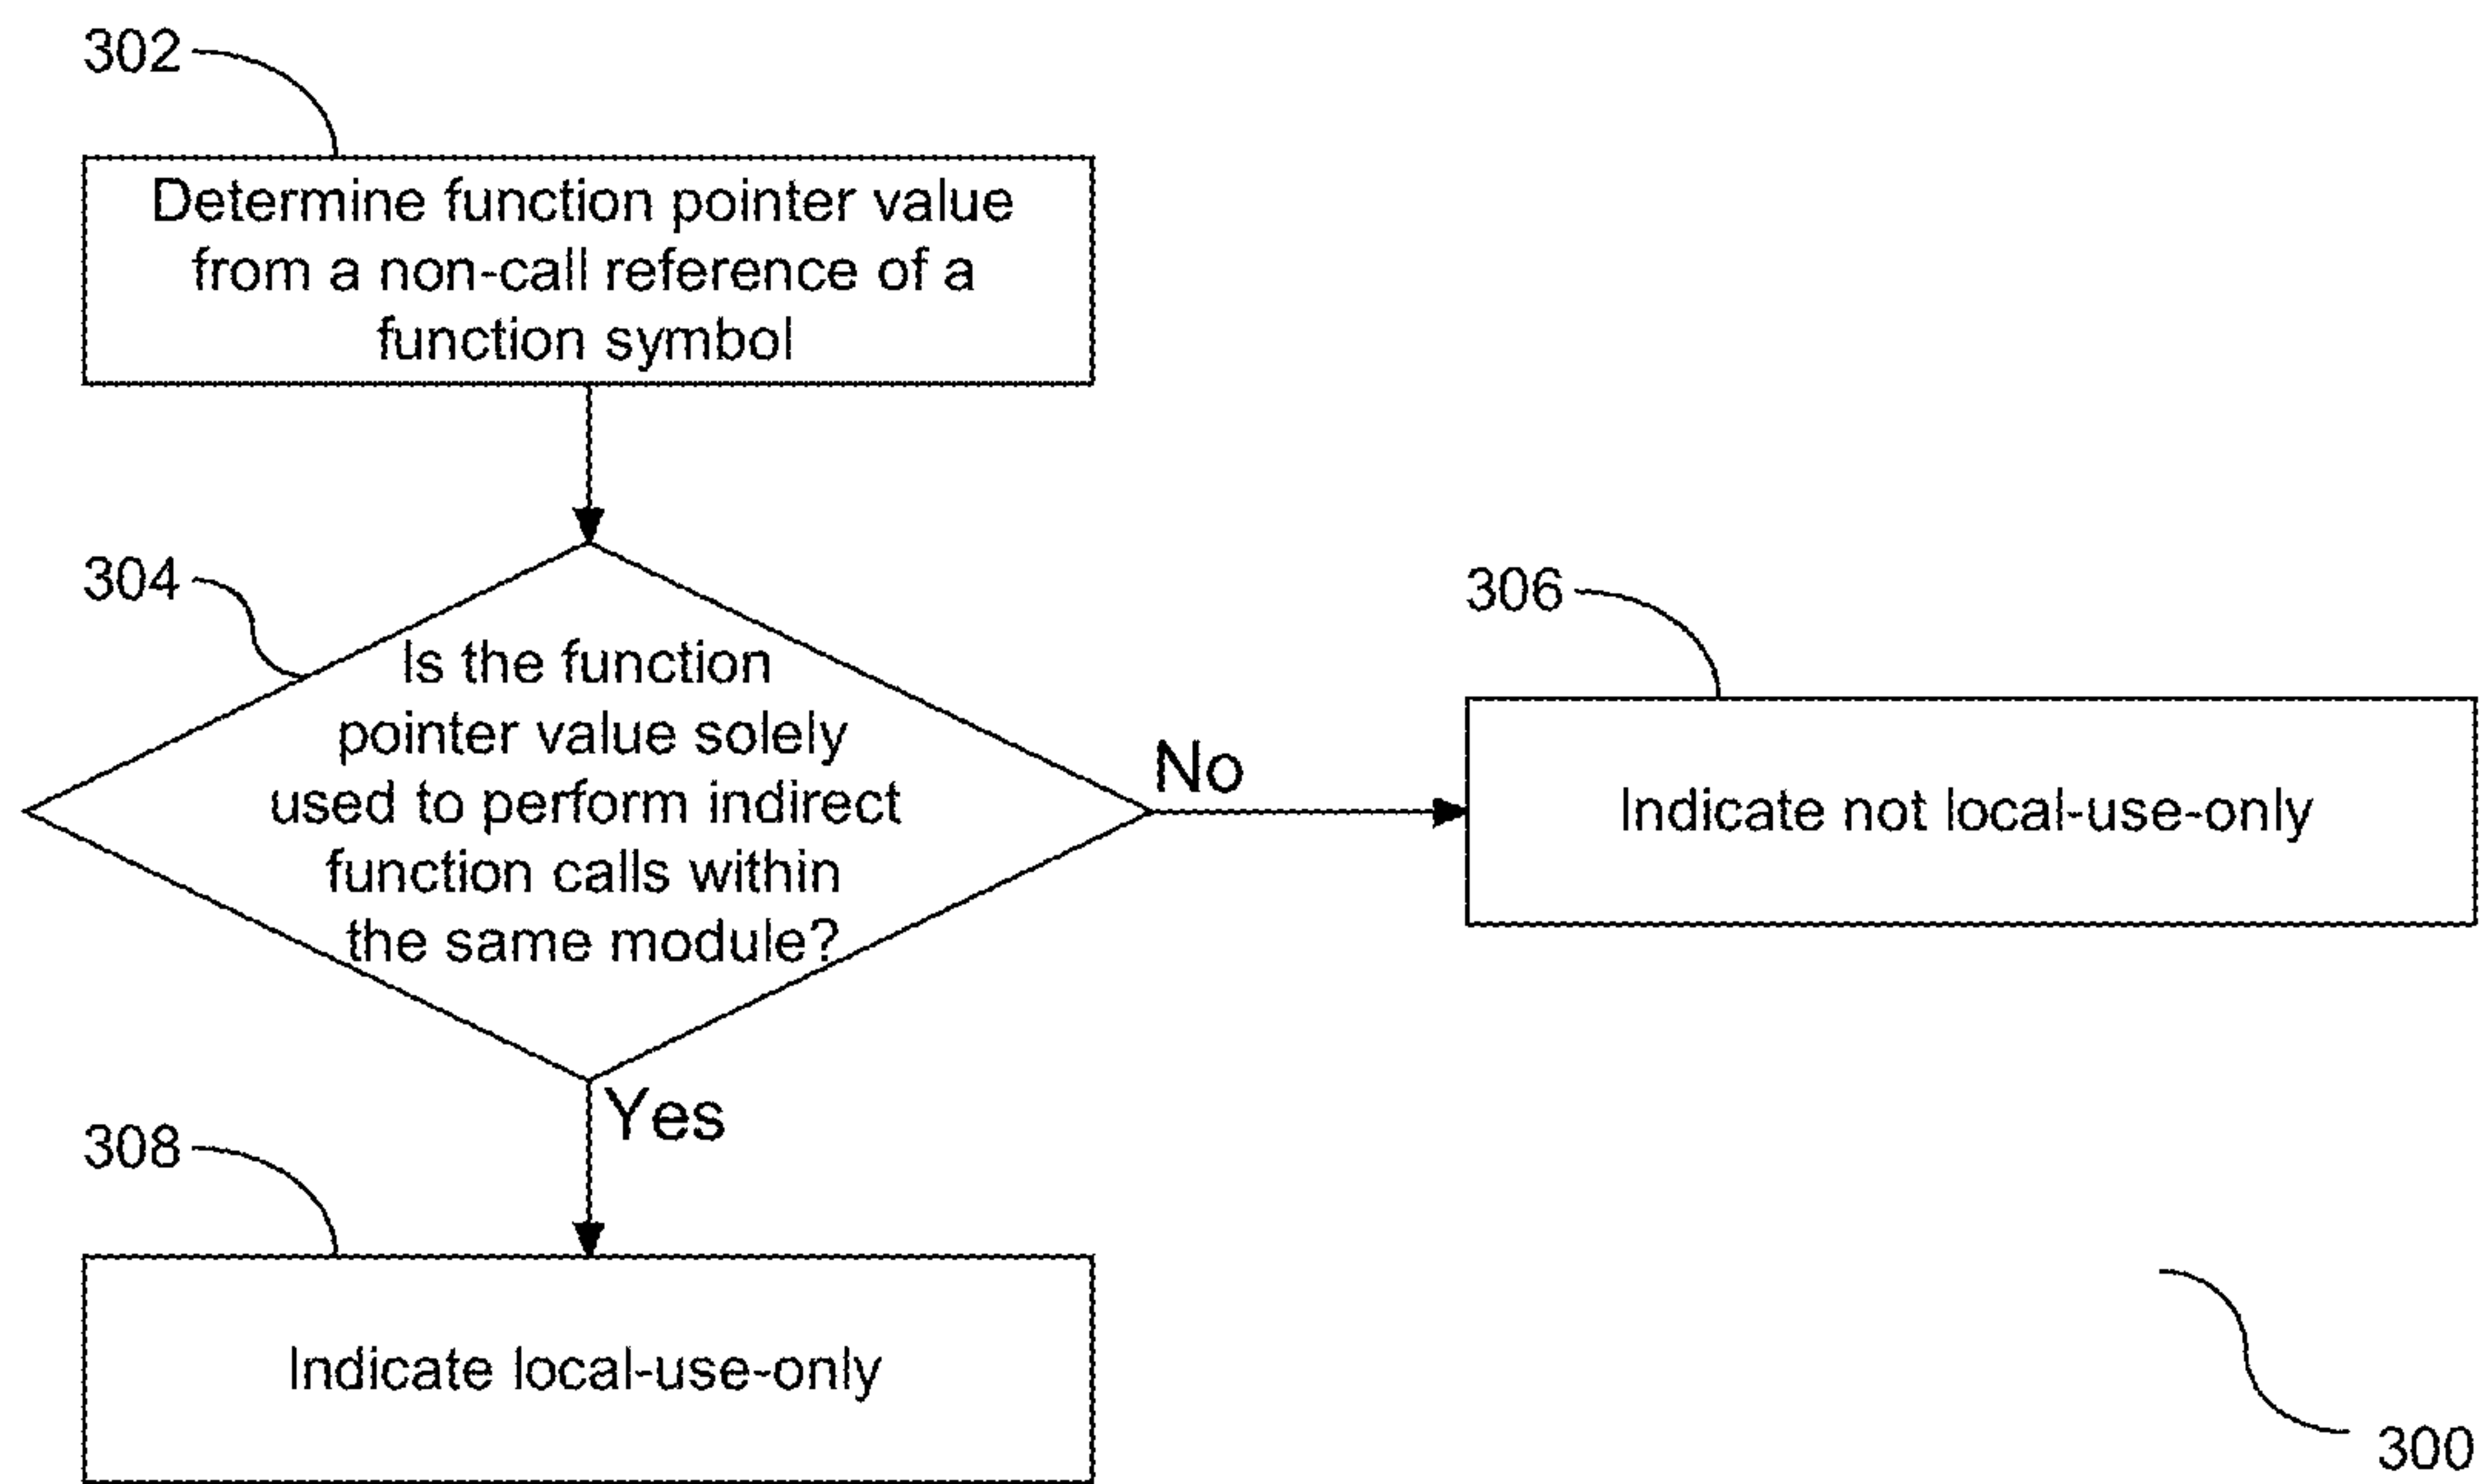 302
Determine function pointer value
from a non-call reference of a
function symbol
304
Is the function
pointer value solely
used to perform indirect
function calls within
the same module?
No
306
Indicate not local-use-only
Yes
308
Indicate local-use-only
300